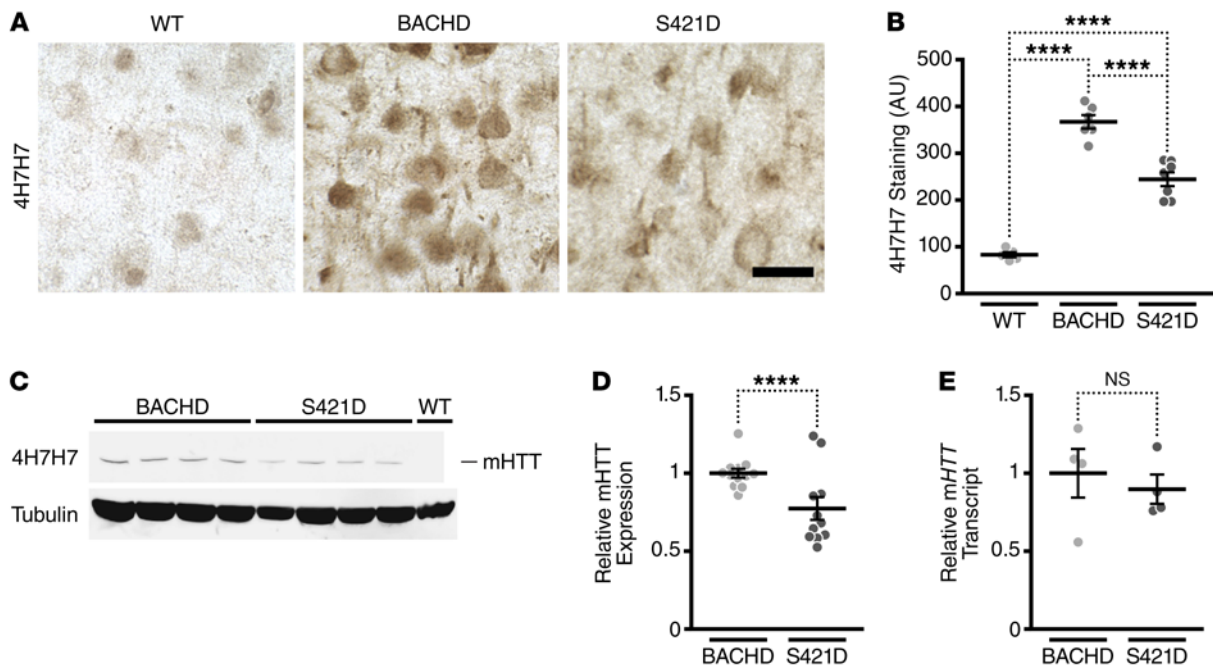 A
WT
BACHD
S421D
4H7H7
B
4H7H7 Staining (AU)
500
400
300
200
100
0
****
****
****
WT
BACHD
S421D
C
BACHD
S421D
WT
4H7H7
— mHTT
Tubulin
D
Relative mHTT
Expression
1.5
1
0.5
0
****
BACHD
S421D
E
Relative mHTT
Transcript
1.5
1
0.5
0
NS
BACHD
S421D